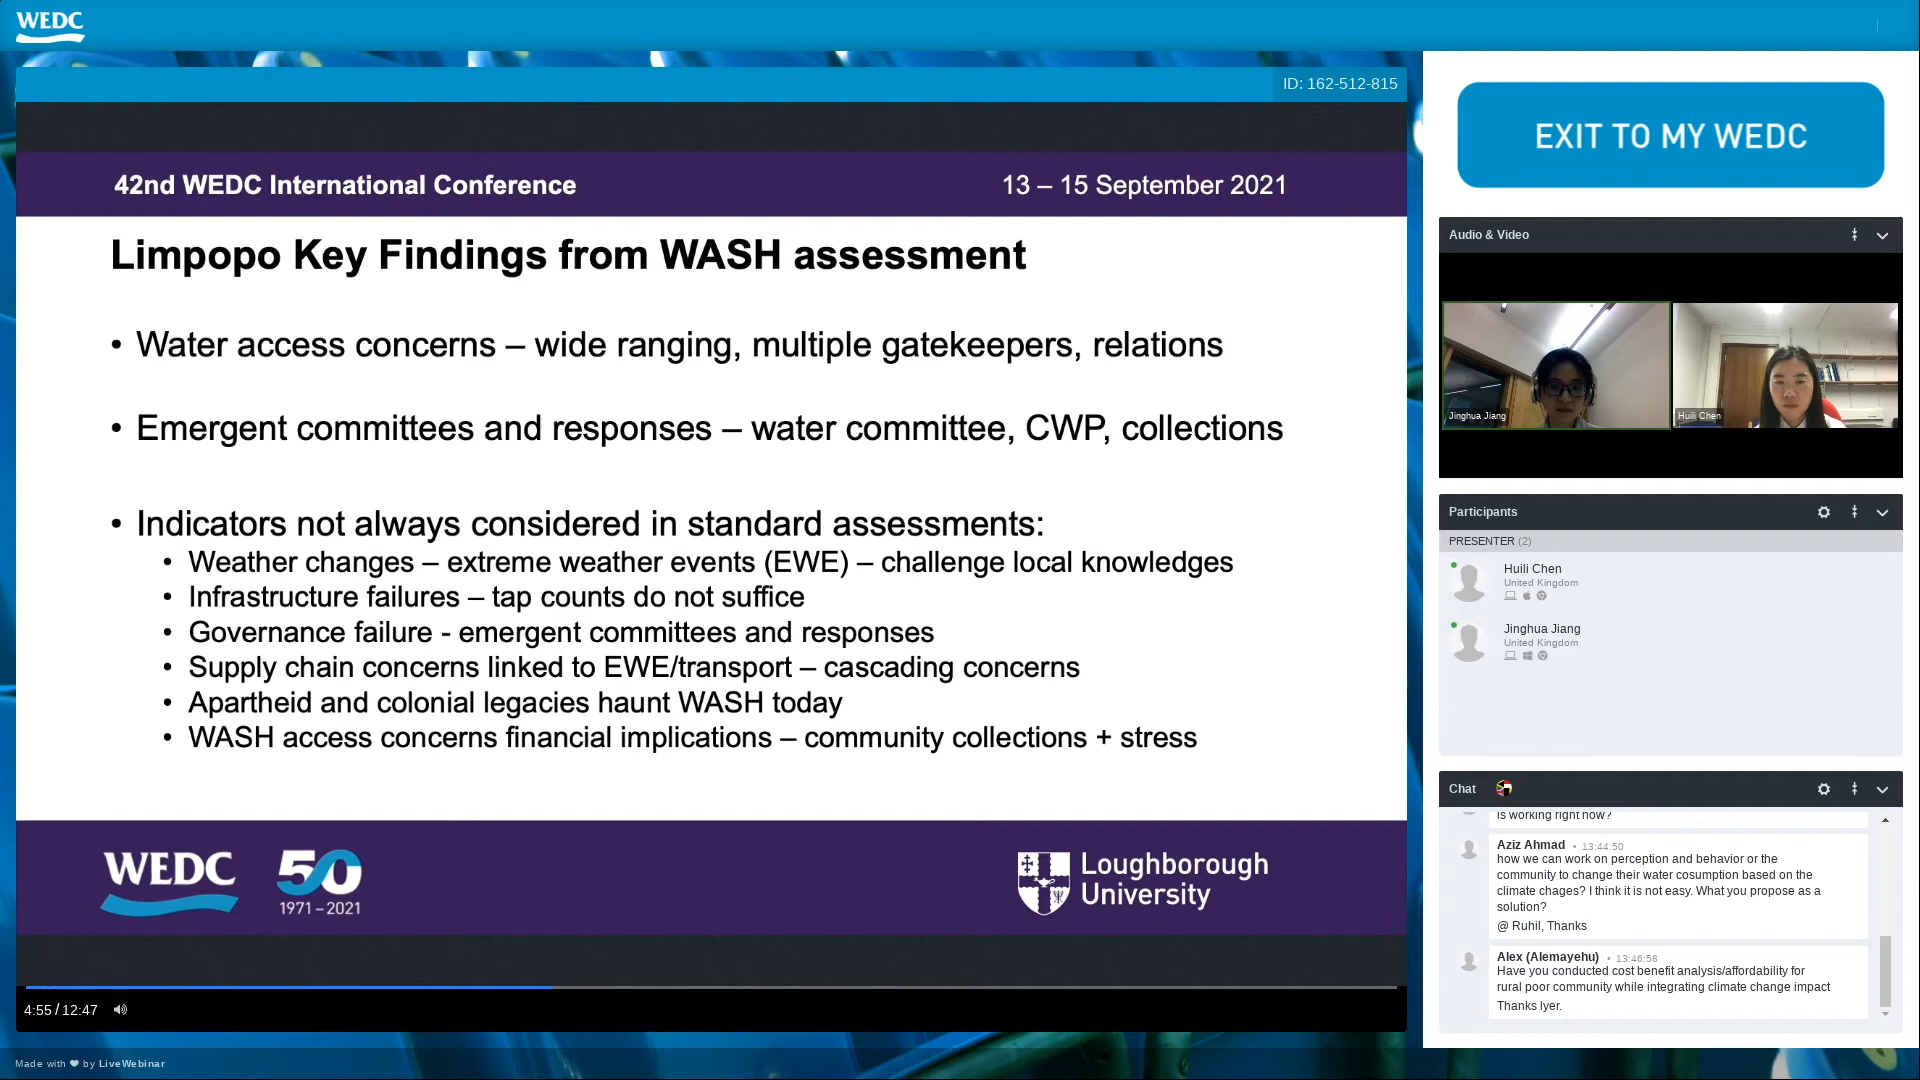 WEDC
ID: 162-512-815
42nd WEDC International Conference
13 – 15 September 2021
Limpopo Key Findings from WASH assessment
• Water access concerns – wide ranging, multiple gatekeepers, relations
• Emergent committees and responses – water committee, CWP, collections
• Indicators not always considered in standard assessments:
• Weather changes – extreme weather events (EWE) – challenge local knowledges
• Infrastructure failures – tap counts do not suffice
• Governance failure - emergent committees and responses
• Supply chain concerns linked to EWE/transport – cascading concerns
• Apartheid and colonial legacies haunt WASH today
• WASH access concerns financial implications – community collections + stress
WEDC
50
1971 – 2021
Loughborough
University
4:55 / 12:47
Made with ❤ by LiveWebinar
EXIT TO MY WEDC
Audio & Video
Jinghua Jiang
Huili Chen
Participants
PRESENTER (2)
Huili Chen
United Kingdom
Jinghua Jiang
United Kingdom
Chat
is working right now?
Aziz Ahmad • 13:44:50
how we can work on perception and behavior or the
community to change their water cosumption based on the
climate chages? I think it is not easy. What you propose as a
solution?
@ Ruhil, Thanks
Alex (Alemayehu) • 13:46:58
Have you conducted cost benefit analysis/affordability for
rural poor community while integrating climate change impact
Thanks lyer.